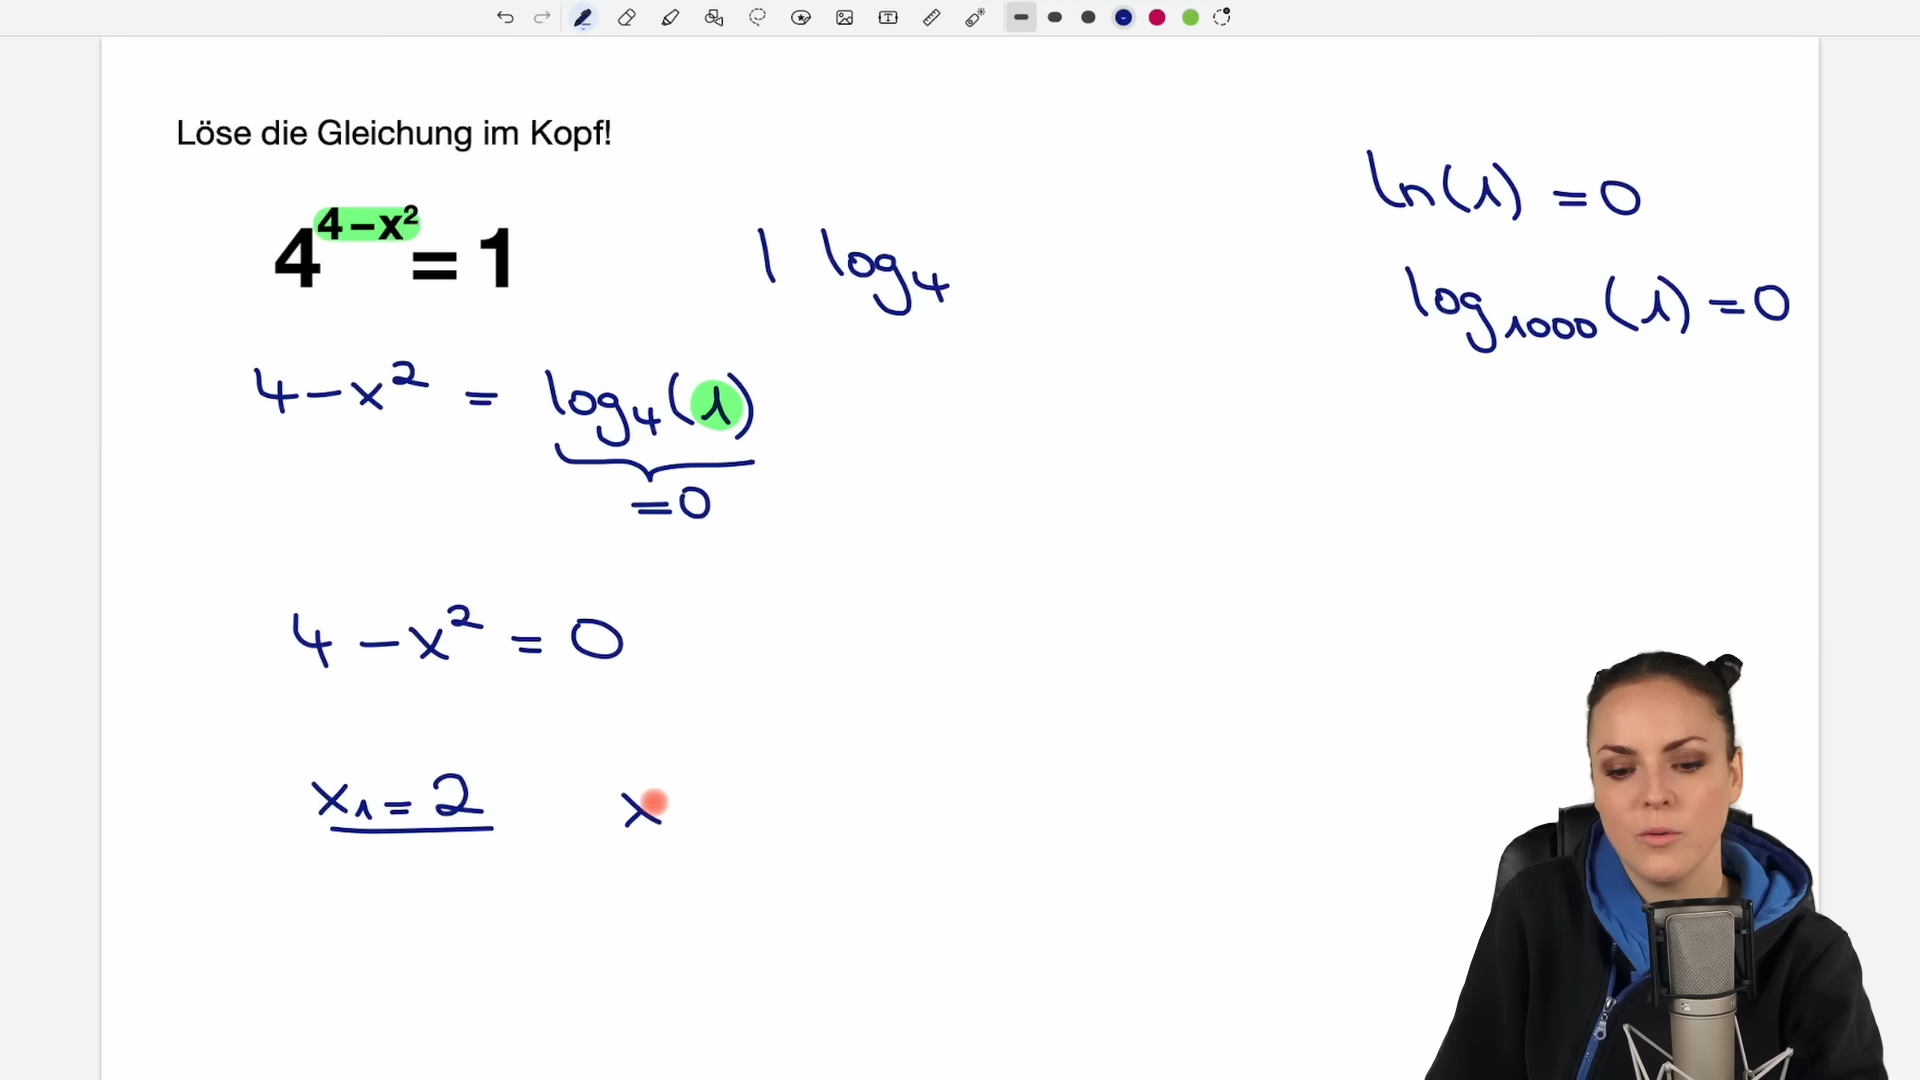 Löse die Gleichung im Kopf!
4^{4-x²} = 1 | log₄
ln(1) = 0
log₁₀₀₀(1) = 0
4 - x² = log₄(1)
= 0
4 - x² = 0
x₁ = 2 x